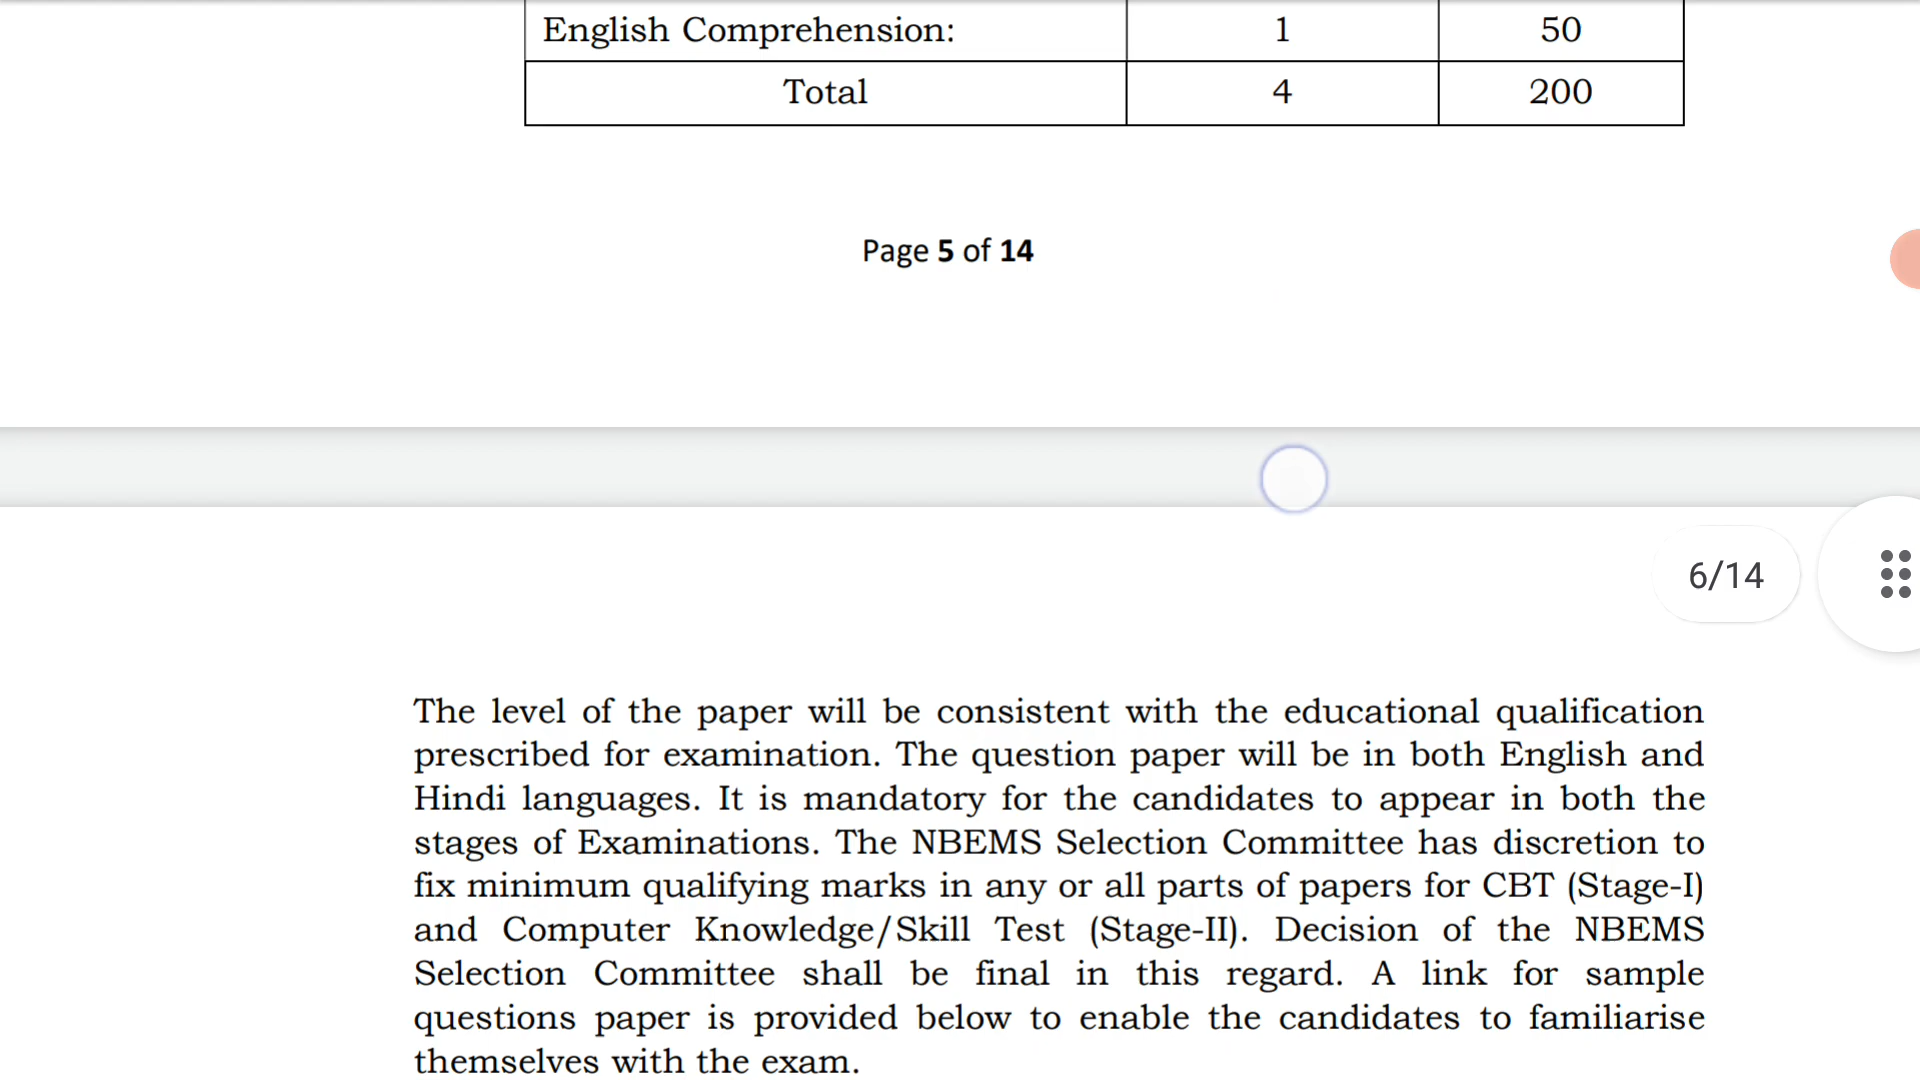 English Comprehension: 1 50
Total 4 200
Page 5 of 14
6/14
The level of the paper will be consistent with the educational qualification
prescribed for examination. The question paper will be in both English and
Hindi languages. It is mandatory for the candidates to appear in both the
stages of Examinations. The NBEMS Selection Committee has discretion to
fix minimum qualifying marks in any or all parts of papers for CBT (Stage-I)
and Computer Knowledge/Skill Test (Stage-II). Decision of the NBEMS
Selection Committee shall be final in this regard. A link for sample
questions paper is provided below to enable the candidates to familiarise
themselves with the exam.